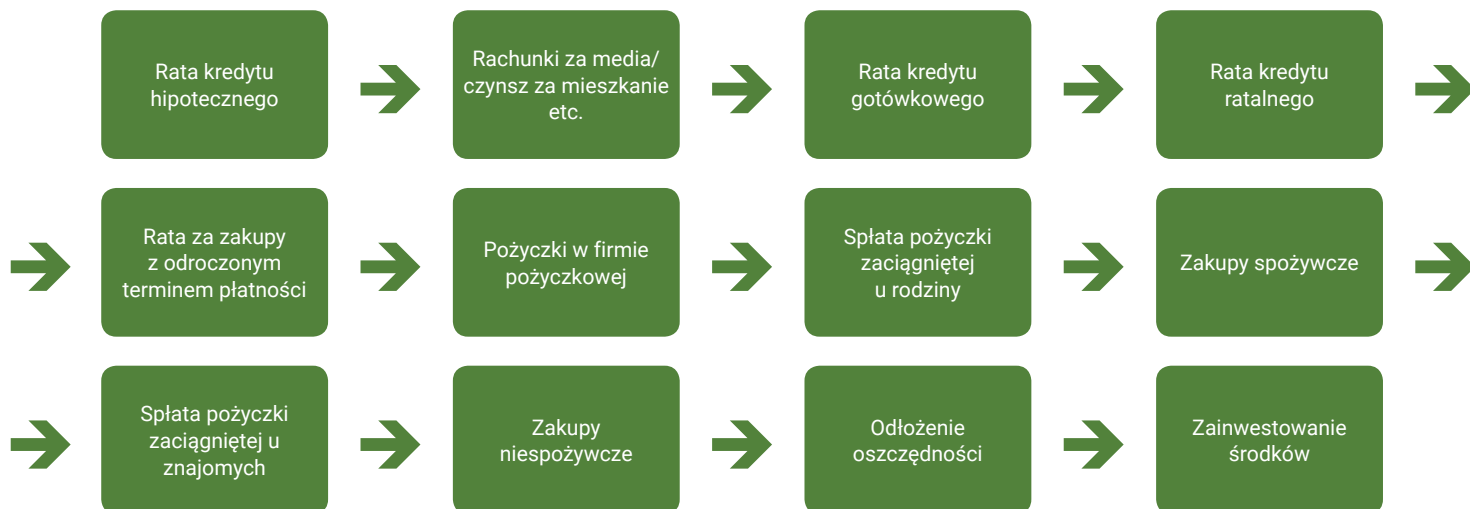 Rata kredytu
hipotecznego
Rachunki za media/
czynsz za mieszkanie
etc.
Rata kredytu
gotówkowego
Rata kredytu
ratalnego
Rata za zakupy
z odroczonym
terminem płatności
Pożyczki w firmie
pożyczkowej
Spłata pożyczki
zaciągniętej
u rodziny
Zakupy spożywcze
Spłata pożyczki
zaciągniętej u
znajomych
Zakupy
niespożywcze
Odłożenie
oszczędności
Zainwestowanie
środków